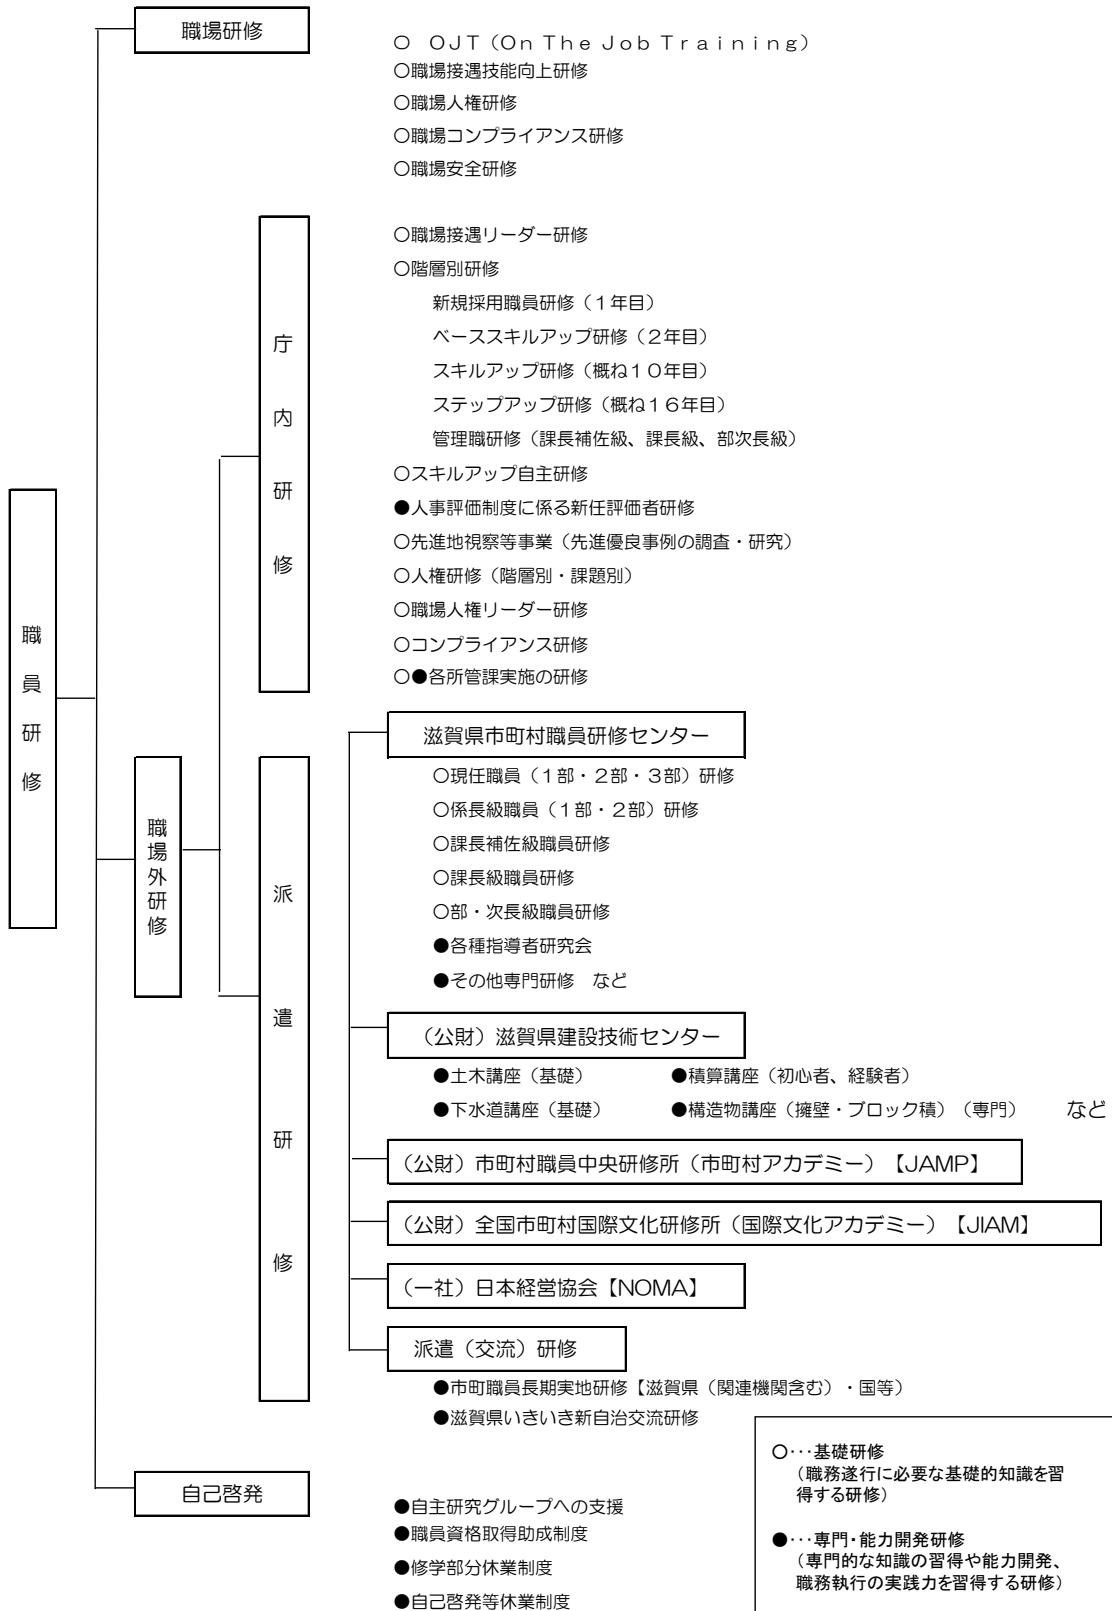 職場研修
○　OJT（On The Job Training）
○職場接遇技能向上研修
○職場人権研修
○職場コンプライアンス研修
○職場安全研修
職員研修
職場外研修
庁内研修
○職場接遇リーダー研修
○階層別研修
新規採用職員研修（１年目）
ベーススキルアップ研修（２年目）
スキルアップ研修（概ね１０年目）
ステップアップ研修（概ね１６年目）
管理職研修（課長補佐級、課長級、部次長級）
○スキルアップ自主研修
●人事評価制度に係る新任評価者研修
○先進地視察等事業（先進優良事例の調査・研究）
○人権研修（階層別・課題別）
○職場人権リーダー研修
○コンプライアンス研修
○●各所管課実施の研修
派遣研修
滋賀県市町村職員研修センター
○現任職員（１部・２部・３部）研修
○係長級職員（１部・２部）研修
○課長補佐級職員研修
○課長級職員研修
○部・次長級職員研修
●各種指導者研究会
●その他専門研修　など
（公財）滋賀県建設技術センター
●土木講座（基礎）　●積算講座（初心者、経験者）
●下水道講座（基礎）　●構造物講座（擁壁・ブロック積）（専門）　など
（公財）市町村職員中央研修所（市町村アカデミー）【JAMP】
（公財）全国市町村国際文化研修所（国際文化アカデミー）【JIAM】
（一社）日本経営協会【NOMA】
派遣（交流）研修
●市町職員長期実地研修【滋賀県（関連機関含む）・国等）
●滋賀県いきいき新自治交流研修
自己啓発
●自主研究グループへの支援
●職員資格取得助成制度
●修学部分休業制度
●自己啓発等休業制度
○･･･基礎研修
（職務遂行に必要な基礎的知識を習
得する研修）
●･･･専門・能力開発研修
（専門的な知識の習得や能力開発、
職務執行の実践力を習得する研修）